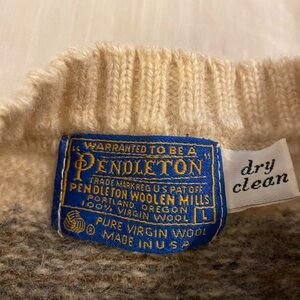 "WARRANTED TO BE A
PENDLETON"
TRADE MARK REG U S PAT OFF
PENDLETON WOOLEN MILLS
PORTLAND, OREGON
100% VIRGIN WOOL
L
PURE VIRGIN WOOL
MADE IN U.S.A.
dry
clean